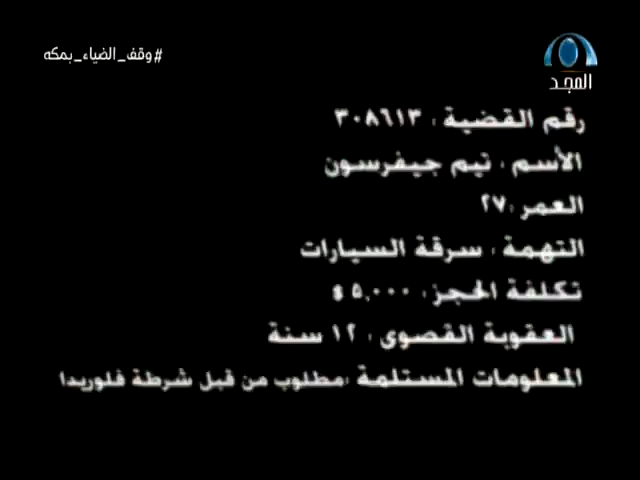 #وقف_الضياء_بمكه
المجد
رقم القضية : ٣٠٨٦١٣
الأسم : تيم جيفرسون
العمر :٢٧
التهمة : سرقة السيارات
تكلفة الحجز: ٥,٠٠٠ $
العقوبة القصوى : ١٢ سنة
المعلومات المستلمة :مطلوب من قبل شرطة فلوريدا